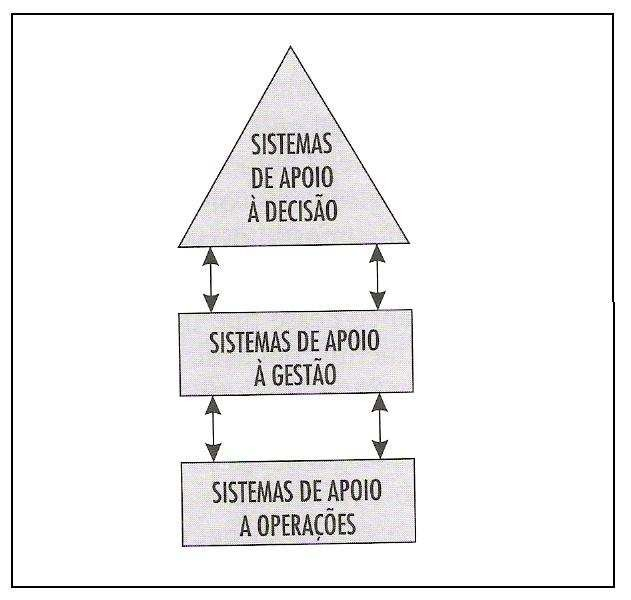 SISTEMAS
DE APOIO
À DECISÃO
SISTEMAS DE APOIO
À GESTÃO
SISTEMAS DE APOIO
A OPERAÇÕES